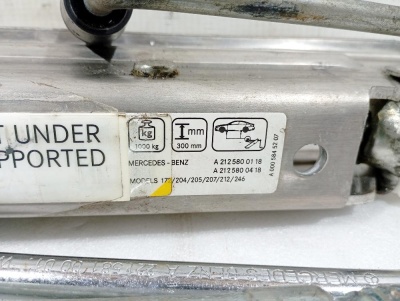 T UNDER
PPORTED
kg
1000 kg
mm
300 mm
MERCEDES-BENZ
A 212 580 01 18
A 212 580 04 18
MODELS 172/204/205/207/212/246
A 000 584 52 07